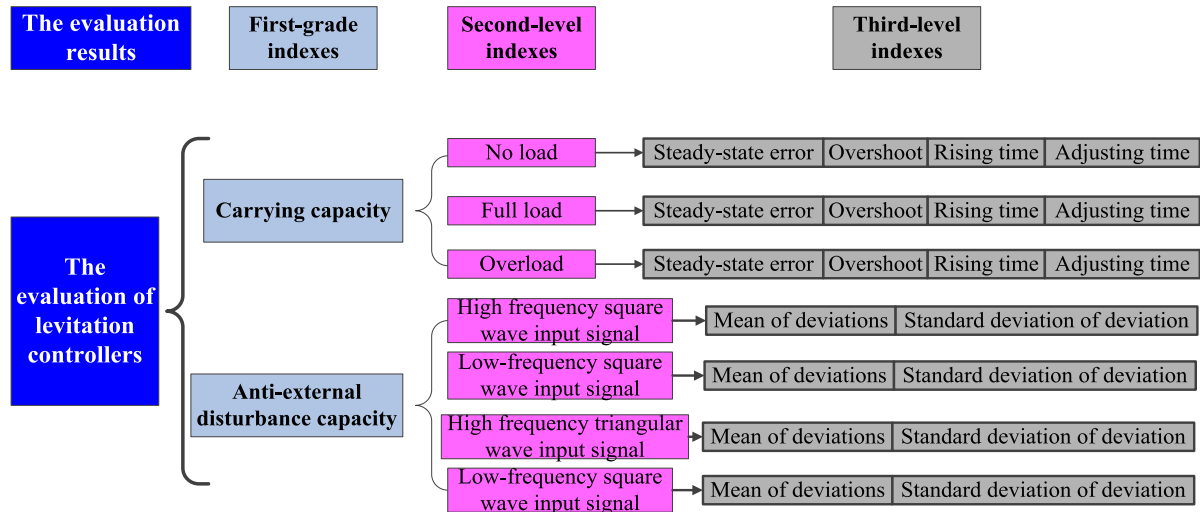 The evaluation
results
First-grade
indexes
Second-level
indexes
Third-level
indexes
The
evaluation of
levitation
controllers
Carrying capacity
No load
Steady-state error Overshoot Rising time Adjusting time
Full load
Steady-state error Overshoot Rising time Adjusting time
Overload
Steady-state error Overshoot Rising time Adjusting time
Anti-external
disturbance capacity
High frequency square
wave input signal
Mean of deviations Standard deviation of deviation
Low-frequency square
wave input signal
Mean of deviations Standard deviation of deviation
High frequency triangular
wave input signal
Mean of deviations Standard deviation of deviation
Low-frequency square
wave input signal
Mean of deviations Standard deviation of deviation